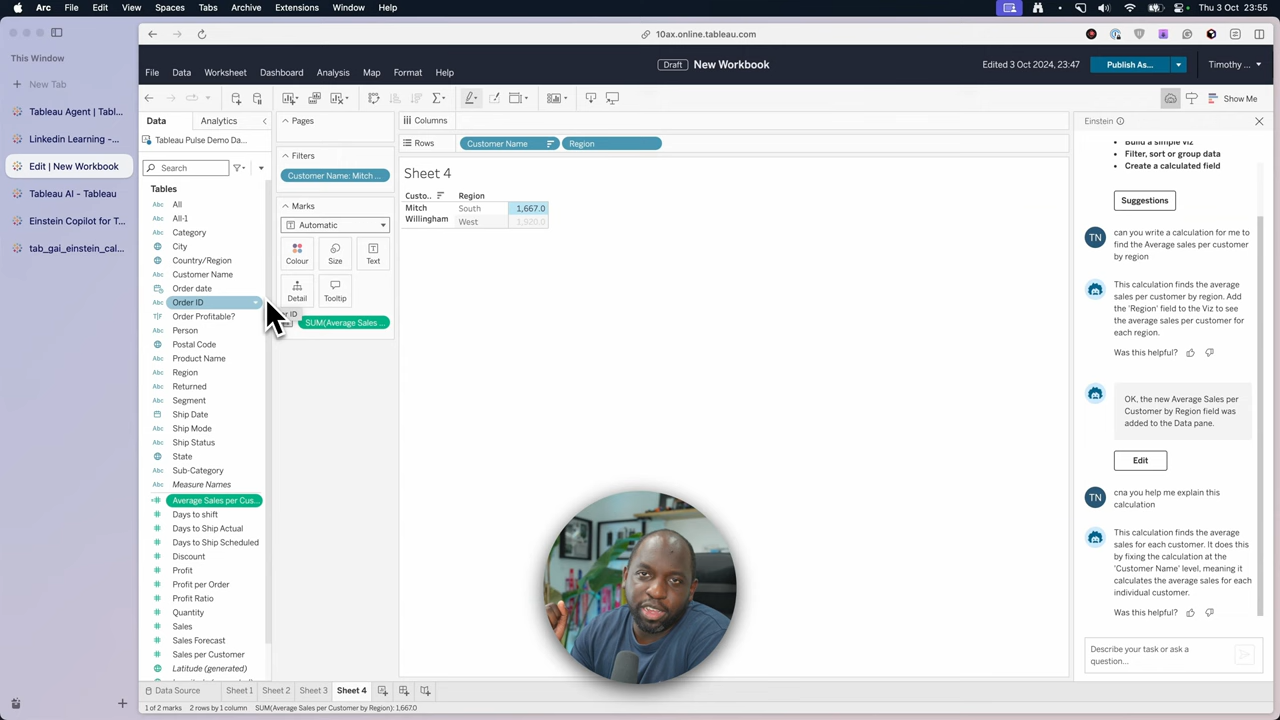 Arc File Edit View Spaces Tabs Archive Extensions Window Help
Thu 3 Oct 23:55
This Window
New Tab
Tableau Agent | Tabl...
Linkedin Learning -...
Edit | New Workbook
Tableau AI – Tableau
Einstein Copilot for T...
tab_gai_einstein_cal...
10ax.online.tableau.com
Draft New Workbook
Edited 3 Oct 2024, 23:47
Publish As...
Timothy ...
File Data Worksheet Dashboard Analysis Map Format Help
Show Me
Data Analytics
Tableau Pulse Demo Da...
Search
Tables
All
All-1
Category
City
Country/Region
Customer Name
Order date
Order ID
Order Profitable?
Person
Postal Code
Product Name
Region
Returned
Segment
Ship Date
Ship Mode
Ship Status
State
Sub-Category
Measure Names
Average Sales per Cus...
Days to shift
Days to Ship Actual
Days to Ship Scheduled
Discount
Profit
Profit per Order
Profit Ratio
Quantity
Sales
Sales Forecast
Sales per Customer
Latitude (generated)
Pages
Filters
Customer Name: Mitch ...
Marks
Automatic
Colour Size Text
Detail Tooltip
SUM(Average Sales ...
Columns
Rows Customer Name Region
Sheet 4
Custo.. Region
Mitch Willingham South 1,667.0
West 1,920.0
Einstein
Build a simple viz
Filter, sort or group data
Create a calculated field
Suggestions
TN
can you write a calculation for me to
find the Average sales per customer
by region
This calculation finds the average
sales per customer by region. Add
the 'Region' field to the Viz to
see the average sales per customer
for each region.
Was this helpful?
OK, the new Average Sales per
Customer by Region field was
added to the Data pane.
Edit
TN
cna you help me explain this
calculation
This calculation finds the average
sales for each customer. It does this
by fixing the calculation at the
'Customer Name' level, meaning it
calculates the average sales for each
individual customer.
Was this helpful?
Describe your task or ask a
question...
Data Source Sheet 1 Sheet 2 Sheet 3 Sheet 4
1 of 2 marks 2 rows by 1 column SUM(Average Sales per Customer by Region): 1,667.0